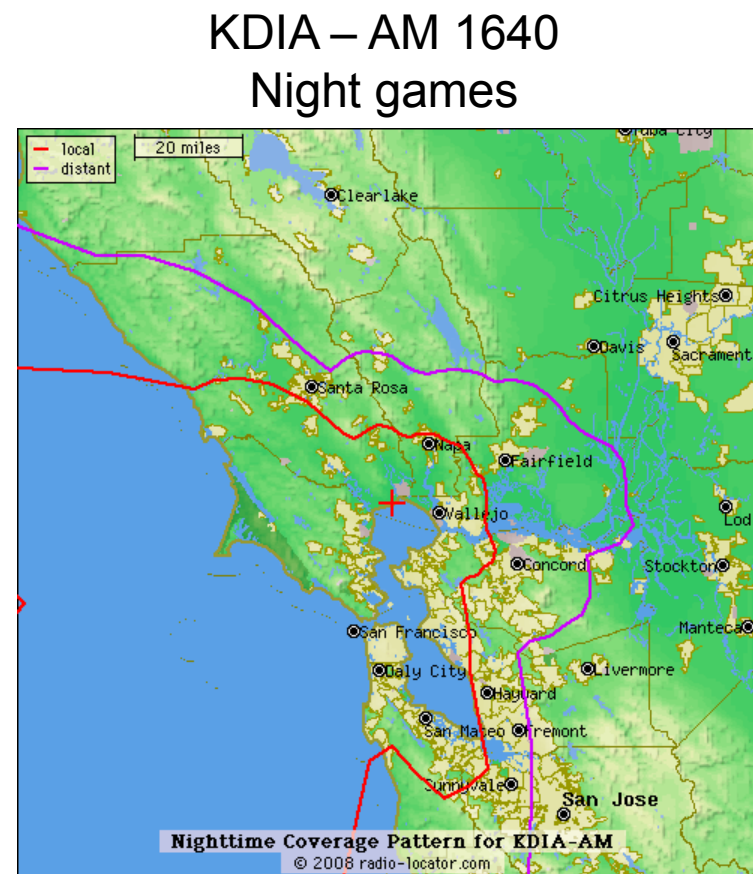 KDIA – AM 1640
Night games
local
20 miles
distant
Yuba City
Clearlake
Citrus Heights
Davis
Sacrament
Santa Rosa
Napa
Fairfield
Vallejo
Lod
Concord
Stockton
San Francisco
Manteca
Daly City
Livermore
Hayward
San Mateo
Fremont
Sunnyvale
San Jose
Nighttime Coverage Pattern for KDIA-AM
© 2008 radio-locator.com